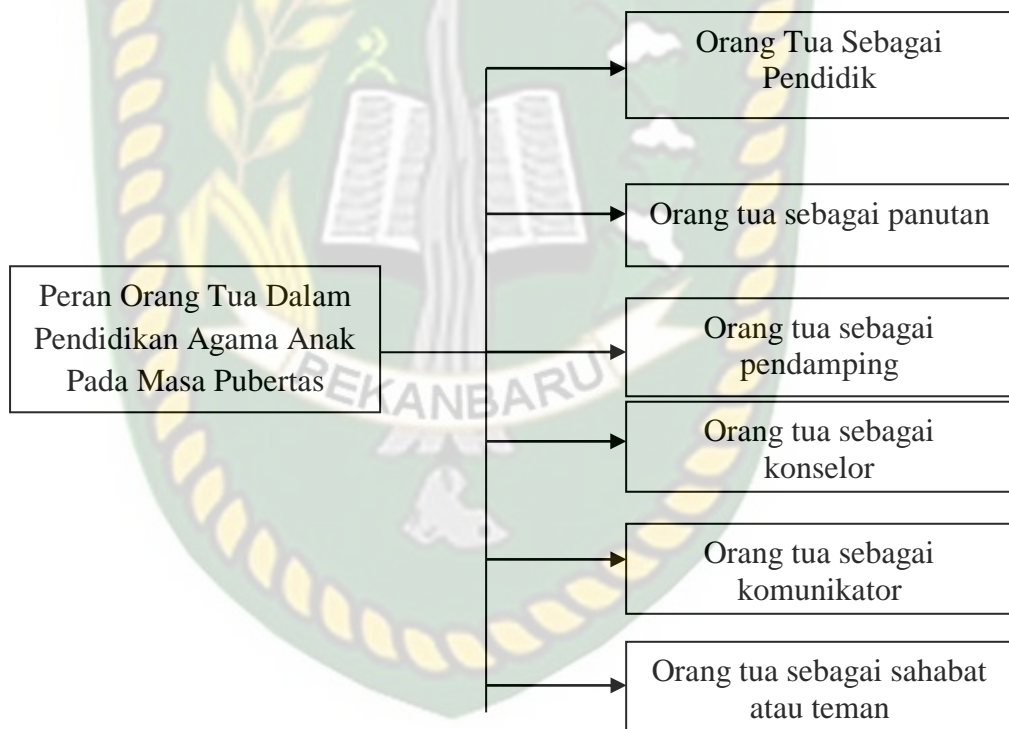 Orang Tua Sebagai
Pendidik
Orang tua sebagai panutan
Peran Orang Tua Dalam
Pendidikan Agama Anak
Pada Masa Pubertas
Orang tua sebagai
pendamping
BEKANBARU
Orang tua sebagai
konselor
Orang tua sebagai
komunikator
Orang tua sebagai sahabat
atau teman